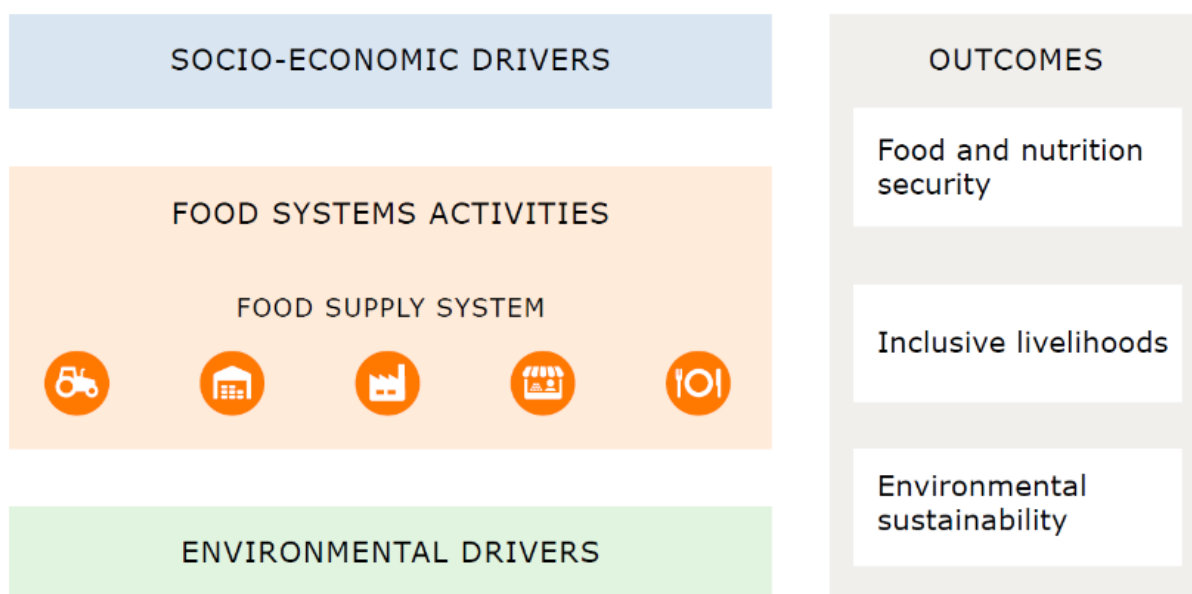 SOCIO-ECONOMIC DRIVERS
FOOD SYSTEMS ACTIVITIES
FOOD SUPPLY SYSTEM
ENVIRONMENTAL DRIVERS
OUTCOMES
Food and nutrition
security
Inclusive livelihoods
Environmental
sustainability